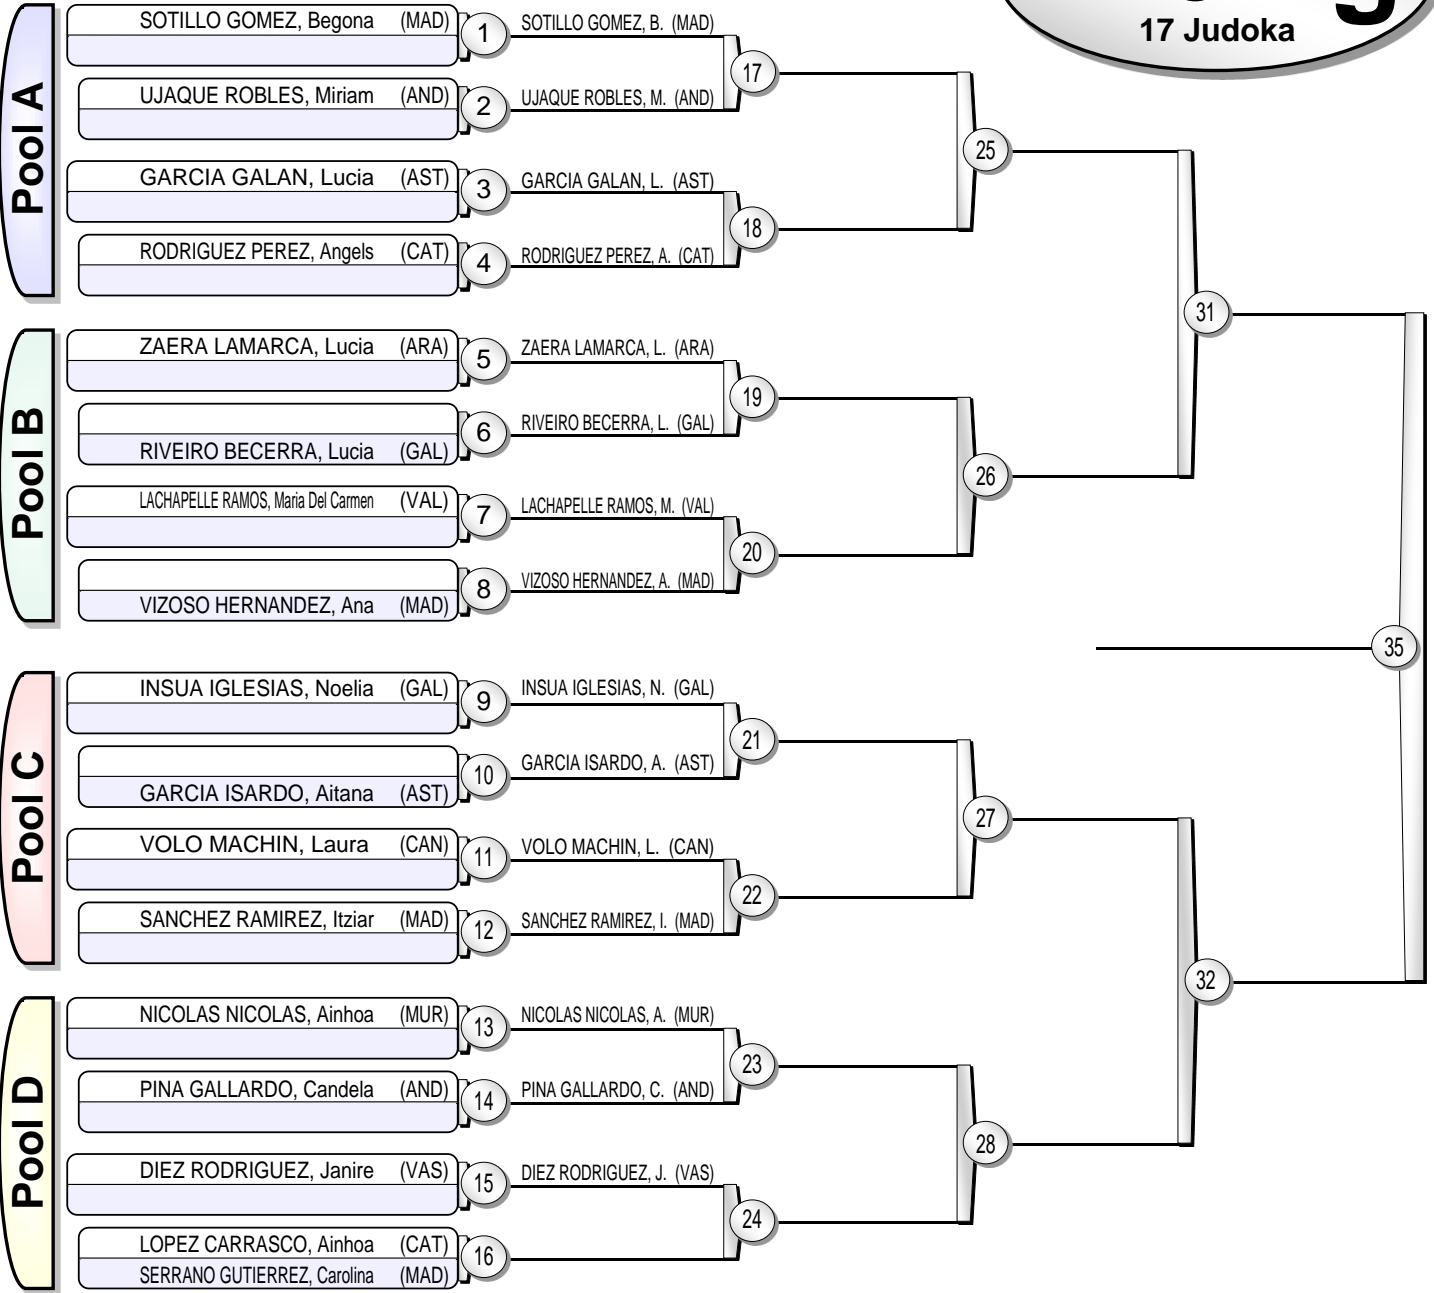 17 Judoka
Pool A
SOTILLO GOMEZ, Begona (MAD)
1
SOTILLO GOMEZ, B. (MAD)
17
UJAQUE ROBLES, Miriam (AND)
2
UJAQUE ROBLES, M. (AND)
25
GARCIA GALAN, Lucia (AST)
3
GARCIA GALAN, L. (AST)
18
RODRIGUEZ PEREZ, Angels (CAT)
4
RODRIGUEZ PEREZ, A. (CAT)
31
Pool B
ZAERA LAMARCA, Lucia (ARA)
5
ZAERA LAMARCA, L. (ARA)
19
6
RIVEIRO BECERRA, L. (GAL)
RIVEIRO BECERRA, Lucia (GAL)
26
LACHAPELLE RAMOS, Maria Del Carmen (VAL)
7
LACHAPELLE RAMOS, M. (VAL)
20
8
VIZOSO HERNANDEZ, A. (MAD)
VIZOSO HERNANDEZ, Ana (MAD)
35
Pool C
INSUA IGLESIAS, Noelia (GAL)
9
INSUA IGLESIAS, N. (GAL)
21
10
GARCIA ISARDO, A. (AST)
GARCIA ISARDO, Aitana (AST)
27
VOLO MACHIN, Laura (CAN)
11
VOLO MACHIN, L. (CAN)
22
SANCHEZ RAMIREZ, Itziar (MAD)
12
SANCHEZ RAMIREZ, I. (MAD)
32
Pool D
NICOLAS NICOLAS, Ainhoa (MUR)
13
NICOLAS NICOLAS, A. (MUR)
23
PINA GALLARDO, Candela (AND)
14
PINA GALLARDO, C. (AND)
28
DIEZ RODRIGUEZ, Janire (VAS)
15
DIEZ RODRIGUEZ, J. (VAS)
24
LOPEZ CARRASCO, Ainhoa (CAT)
16
SERRANO GUTIERREZ, Carolina (MAD)